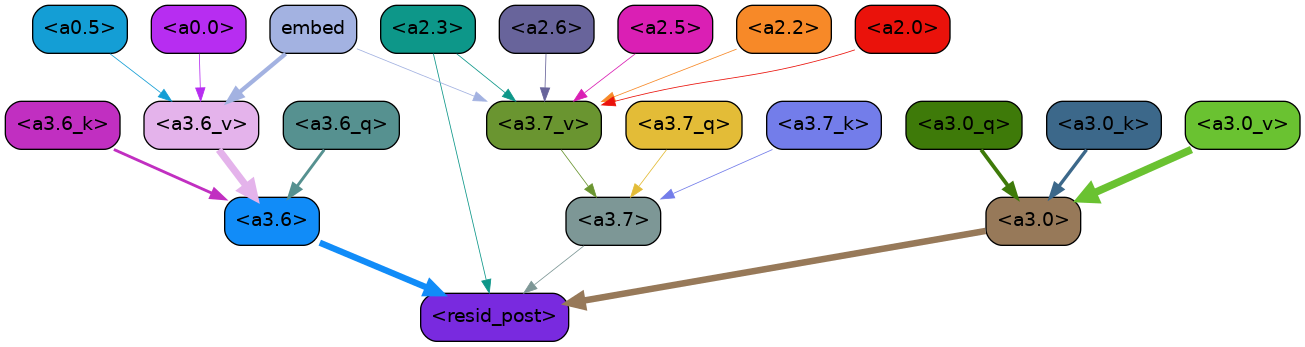 <a0.5> <a0.0> embed <a2.3> <a2.6> <a2.5> <a2.2> <a2.0>
<a3.6_k> <a3.6_v> <a3.6_q> <a3.7_v> <a3.7_q> <a3.7_k> <a3.0_q> <a3.0_k> <a3.0_v>
<a3.6> <a3.7> <a3.0>
<resid_post>